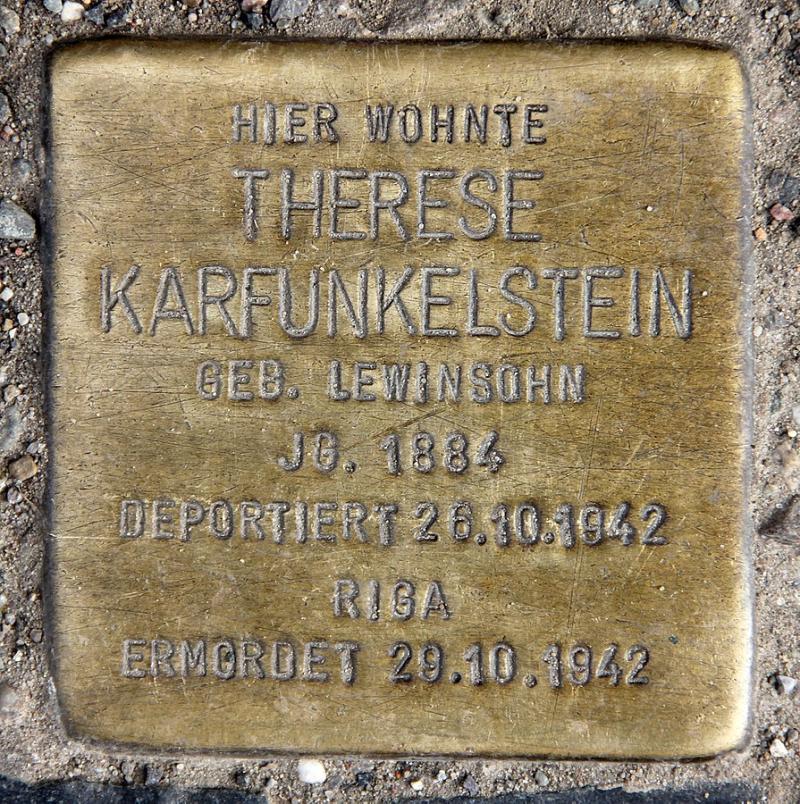 HIER WOHNTE
THERESE
KARFUNKELSTEIN
GEB. LEWINSOHN
JG. 1884
DEPORTIERT 26.10.1942
RIGA
ERMORDET 29.10.1942